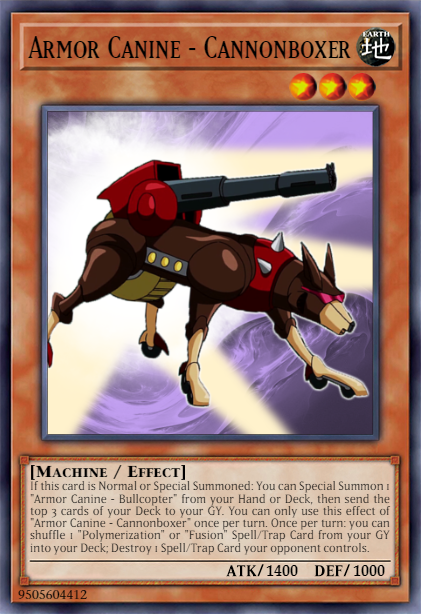 Armor Canine - Cannonboxer
EARTH
地
[Machine / Effect]
If this card is Normal or Special Summoned: You can Special Summon 1
"Armor Canine - Bullcopter" from your Hand or Deck, then send the
top 3 cards of your Deck to your GY. You can only use this effect of
"Armor Canine - Cannonboxer" once per turn. Once per turn: you can
shuffle 1 "Polymerization" or "Fusion" Spell/Trap Card from your GY
into your Deck; Destroy 1 Spell/Trap Card your opponent controls.
ATK/1400 DEF/1000
9505604412